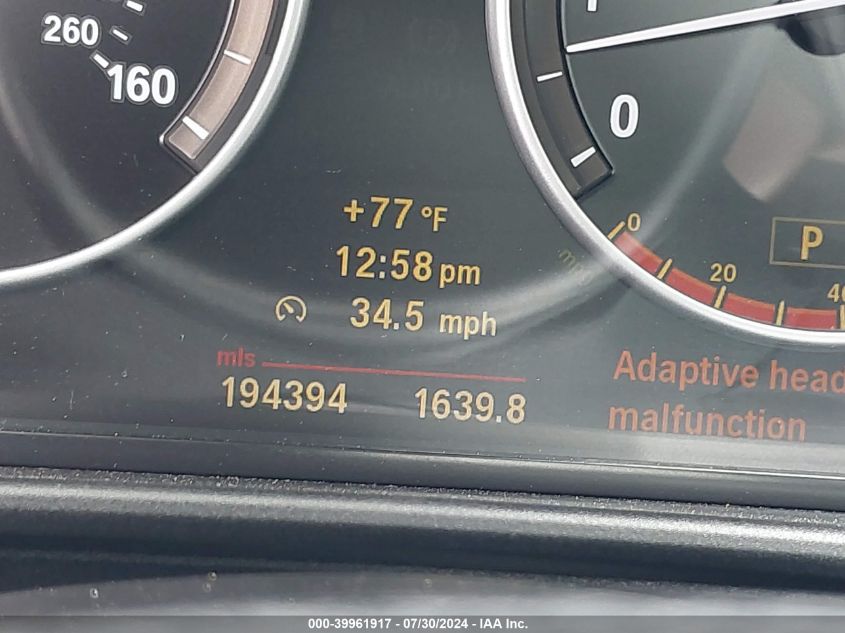 260
160
0
+77 °F
12:58 pm
34.5 mph
mls
194394 1639.8
0
20
40
P
Adaptive head
malfunction
000-39961917 - 07/30/2024 - IAA Inc.